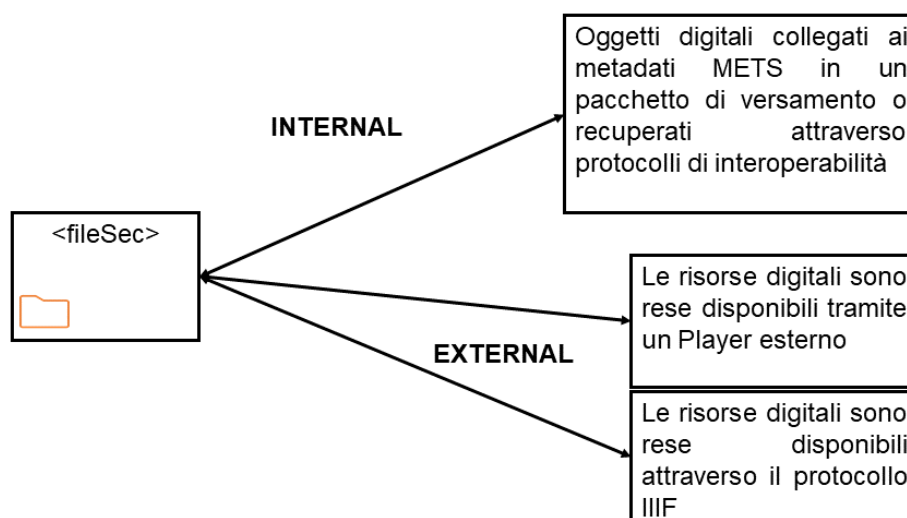 Oggetti digitali collegati ai
metadati METS in un
pacchetto di versamento o
recuperati attraverso
protocolli di interoperabilità
INTERNAL
<fileSec>
Le risorse digitali sono
rese disponibili tramite
un Player esterno
EXTERNAL
Le risorse digitali sono
rese disponibili
attraverso il protocollo
IIIF